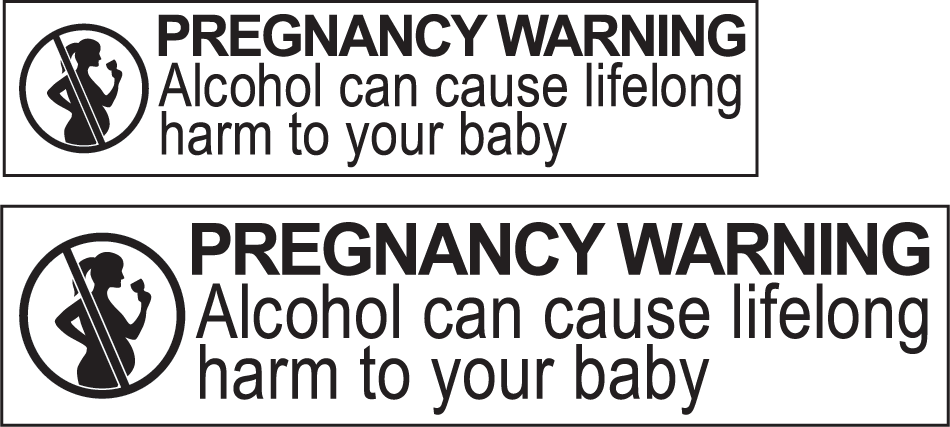 PREGNANCY WARNING
Alcohol can cause lifelong
harm to your baby
PREGNANCY WARNING
Alcohol can cause lifelong
harm to your baby